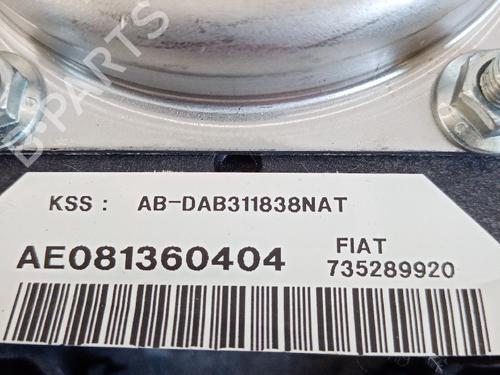 B-PARTS
KSS : AB-DAB311838NAT
AE081360404 FIAT
735289920